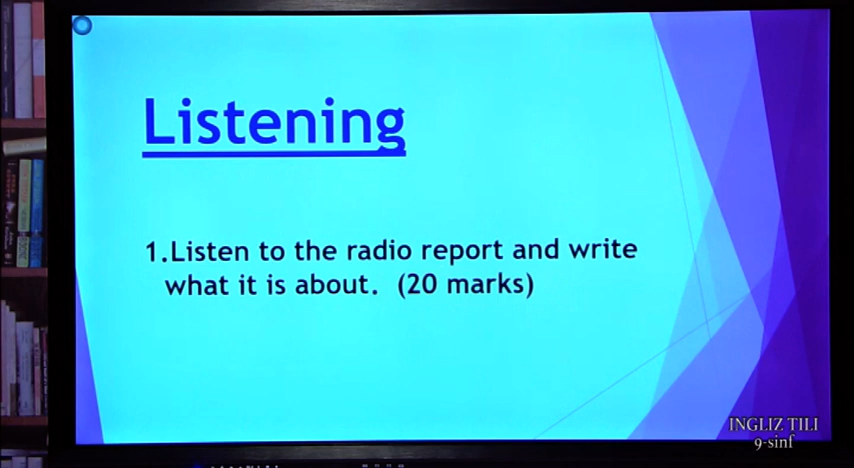 Listening
1.Listen to the radio report and write
what it is about. (20 marks)
INGLIZ TILI
9-sinf